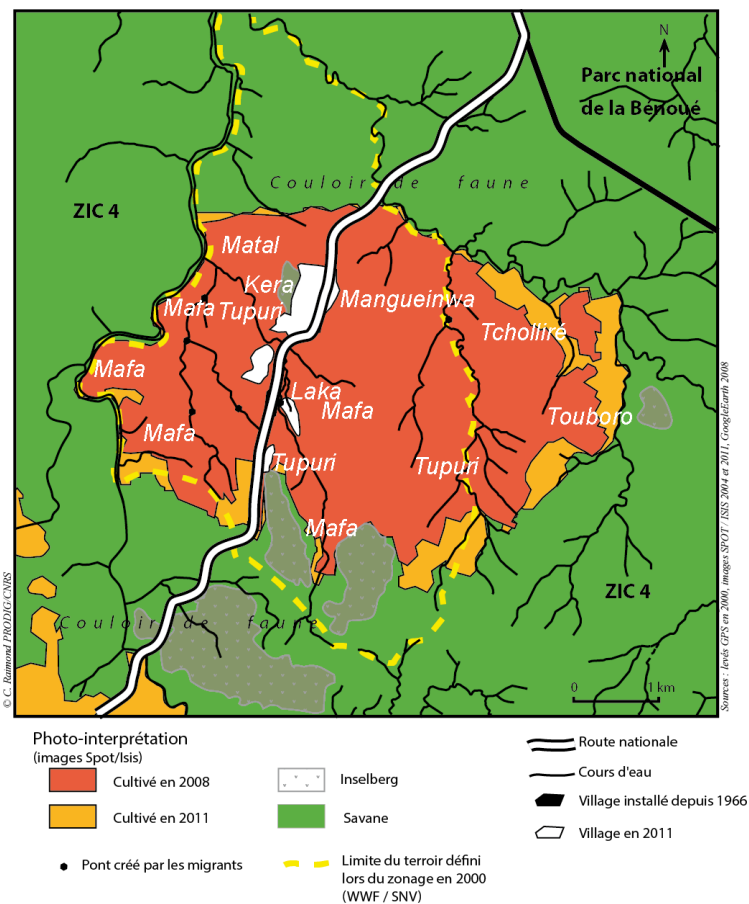 N
Parc national
de la Bénoué
Couloir de faune
ZIC 4
Matal
Kera
Mafa Tupuri
Mangueinwa
Tcholliré
Mafa
Laka
Mafa
Touboro
Mafa
Tupuri
Tupuri
Mafa
ZIC 4
Couloir de faune
0 1 km
© C. Raimond PRODIG/CNRS
Sources : levés GPS en 2000, images SPOT / ISIS 2004 et 2011, GoogleEarth 2008
Photo-interprétation
(images Spot/Isis)
Cultivé en 2008
Cultivé en 2011
Pont créé par les migrants
Inselberg
Savane
Limite du terroir défini
lors du zonage en 2000
(WWF / SNV)
Route nationale
Cours d'eau
Village installé depuis 1966
Village en 2011